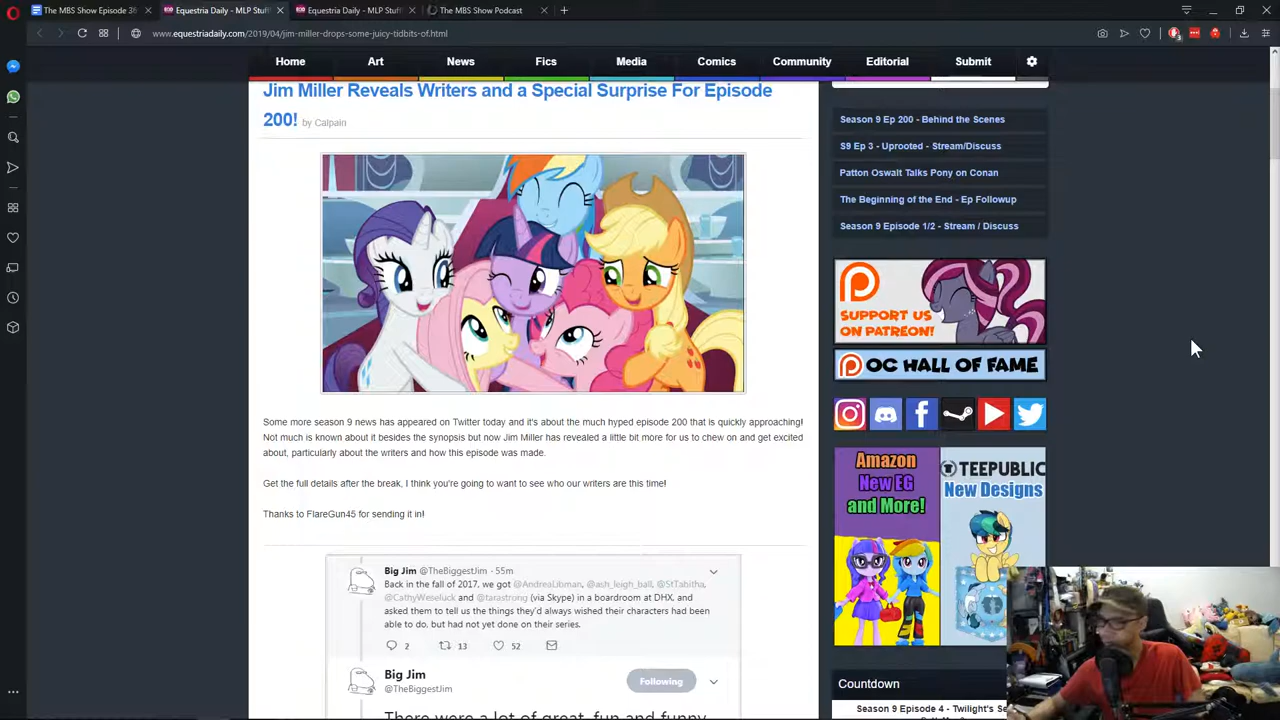 The MBS Show Episode 36
Equestria Daily - MLP Stuff
Equestria Daily - MLP Stuff
The MBS Show Podcast
www.equestriadaily.com/2019/04/jim-miller-drops-some-juicy-tidbits-of.html
Home Art News Fics Media Comics Community Editorial Submit
Jim Miller Reveals Writers and a Special Surprise For Episode
200! by Calpain
Some more season 9 news has appeared on Twitter today and it's about the much hyped episode 200 that is quickly approaching!
Not much is known about it besides the synopsis but now Jim Miller has revealed a little bit more for us to chew on and get excited
about, particularly about the writers and how this episode was made.
Get the full details after the break, I think you're going to want to see who our writers are this time!
Thanks to FlareGun45 for sending it in!
Big Jim @TheBiggestJim · 55m
Back in the fall of 2017, we got @AndreaLibman, @ash_leigh_ball, @StTabitha,
@CathyWeseluck and @tarastrong (via Skype) in a boardroom at DHX, and
asked them to tell us the things they'd always wished their characters had been
able to do, but had not yet done on their series.
2 13 52
Big Jim
@TheBiggestJim
Following
There were a lot of great, fun and funny
Season 9 Ep 200 - Behind the Scenes
S9 Ep 3 - Uprooted - Stream/Discuss
Patton Oswalt Talks Pony on Conan
The Beginning of the End - Ep Followup
Season 9 Episode 1/2 - Stream / Discuss
SUPPORT US
ON PATREON!
OC HALL OF FAME
Amazon
New EG
and More!
TEEPUBLIC
New Designs
Countdown
Season 9 Episode 4 - Twilight's